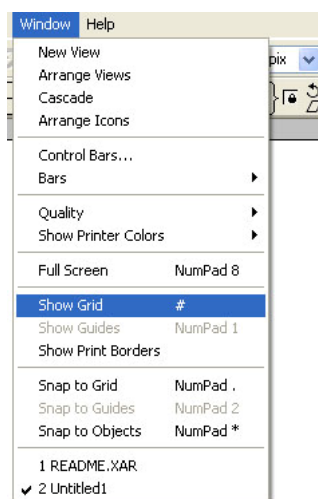 Window Help
New View
pix
Arrange Views
Cascade
Arrange Icons
Control Bars...
Bars
Quality
Show Printer Colors
Full Screen NumPad 8
Show Grid #
Show Guides NumPad 1
Show Print Borders
Snap to Grid NumPad .
Snap to Guides NumPad 2
Snap to Objects NumPad *
1 README.XAR
2 Untitled1